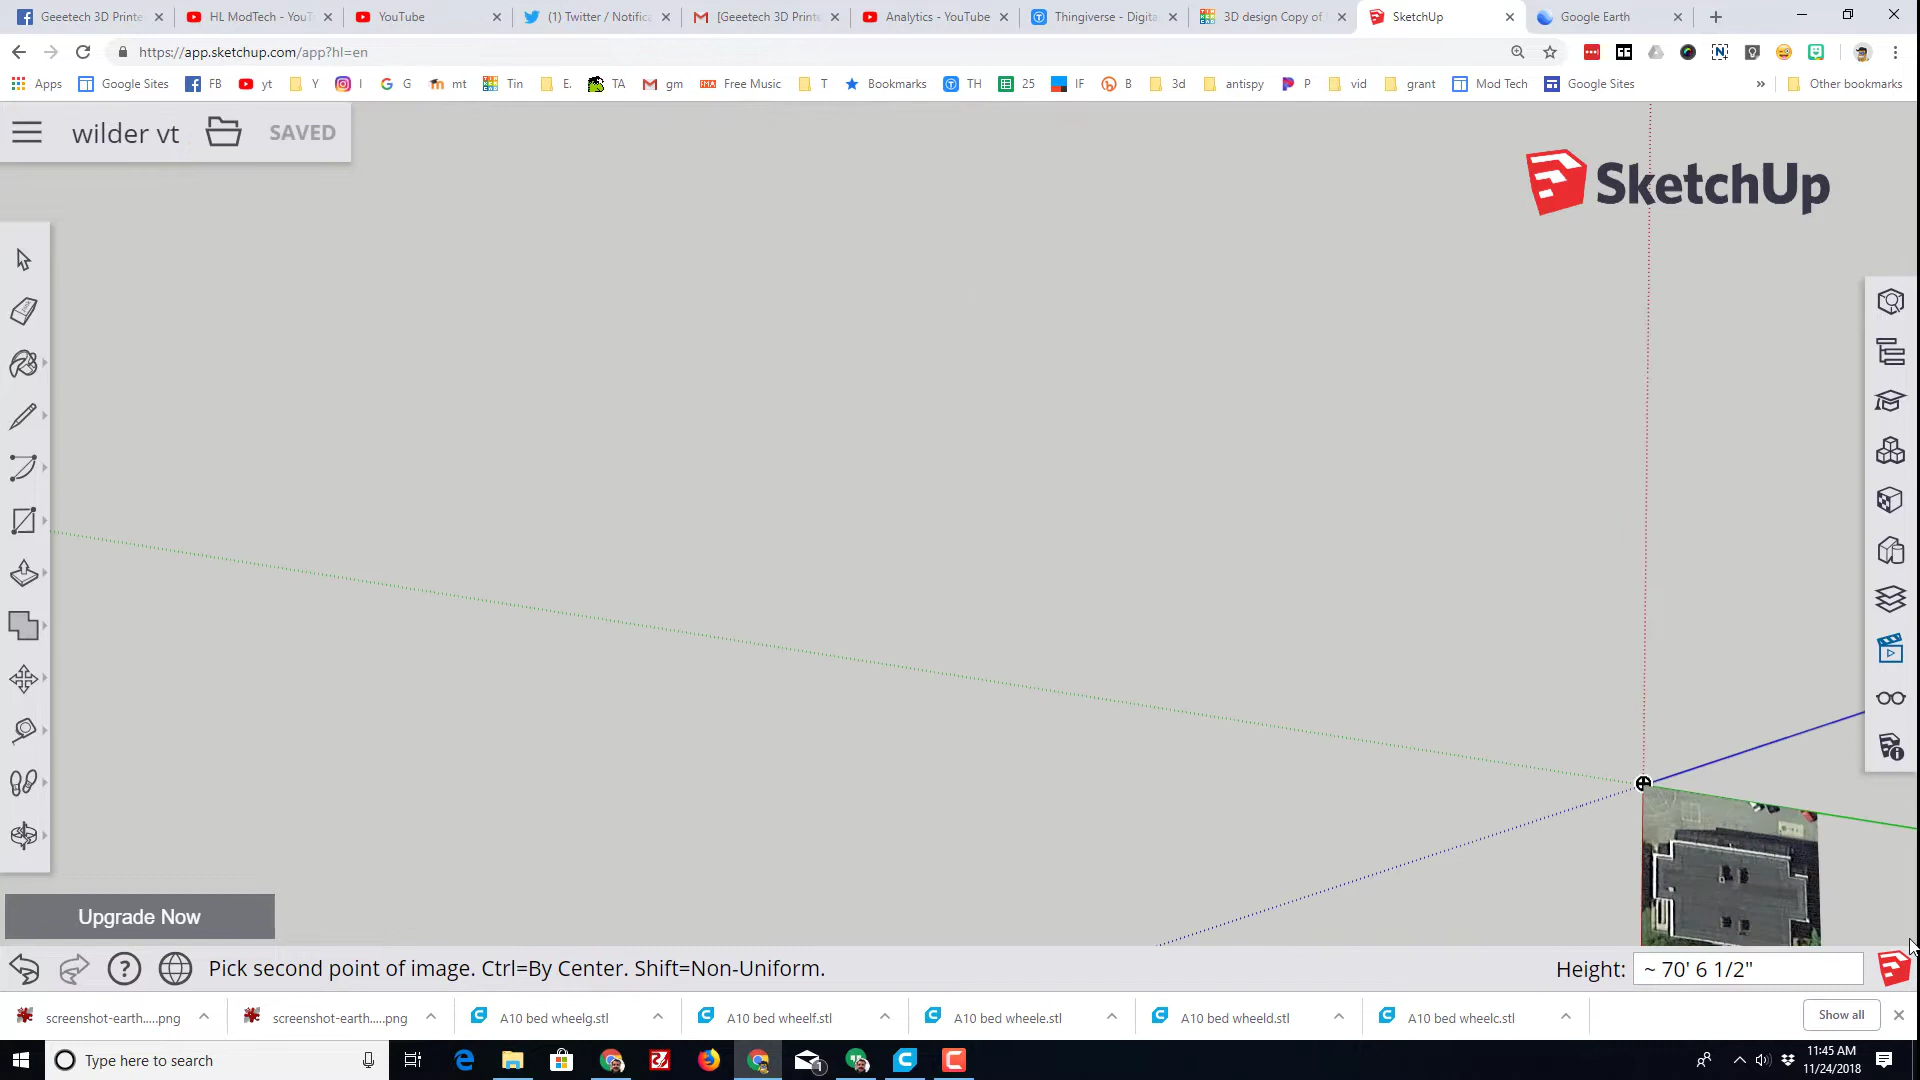 Geeetech 3D Printe
HL ModTech - YouT
YouTube
(1) Twitter / Notifica
[Geeetech 3D Printe
Analytics - YouTube
Thingiverse - Digita
3D design Copy of
SketchUp
Google Earth
https://app.sketchup.com/app?hl=en
Apps
Google Sites
FB
yt
Y
I
G
mt
Tin
E.
TA
gm
Free Music
T
Bookmarks
TH
25
IF
B
3d
antispy
P
vid
grant
Mod Tech
Google Sites
»
Other bookmarks
wilder vt
SAVED
SketchUp
Upgrade Now
Pick second point of image. Ctrl=By Center. Shift=Non-Uniform.
Height: ~ 70' 6 1/2"
screenshot-earth.....png
screenshot-earth.....png
A10 bed wheelg.stl
A10 bed wheelf.stl
A10 bed wheele.stl
A10 bed wheeld.stl
A10 bed wheelc.stl
Show all
Type here to search
11:45 AM
11/24/2018